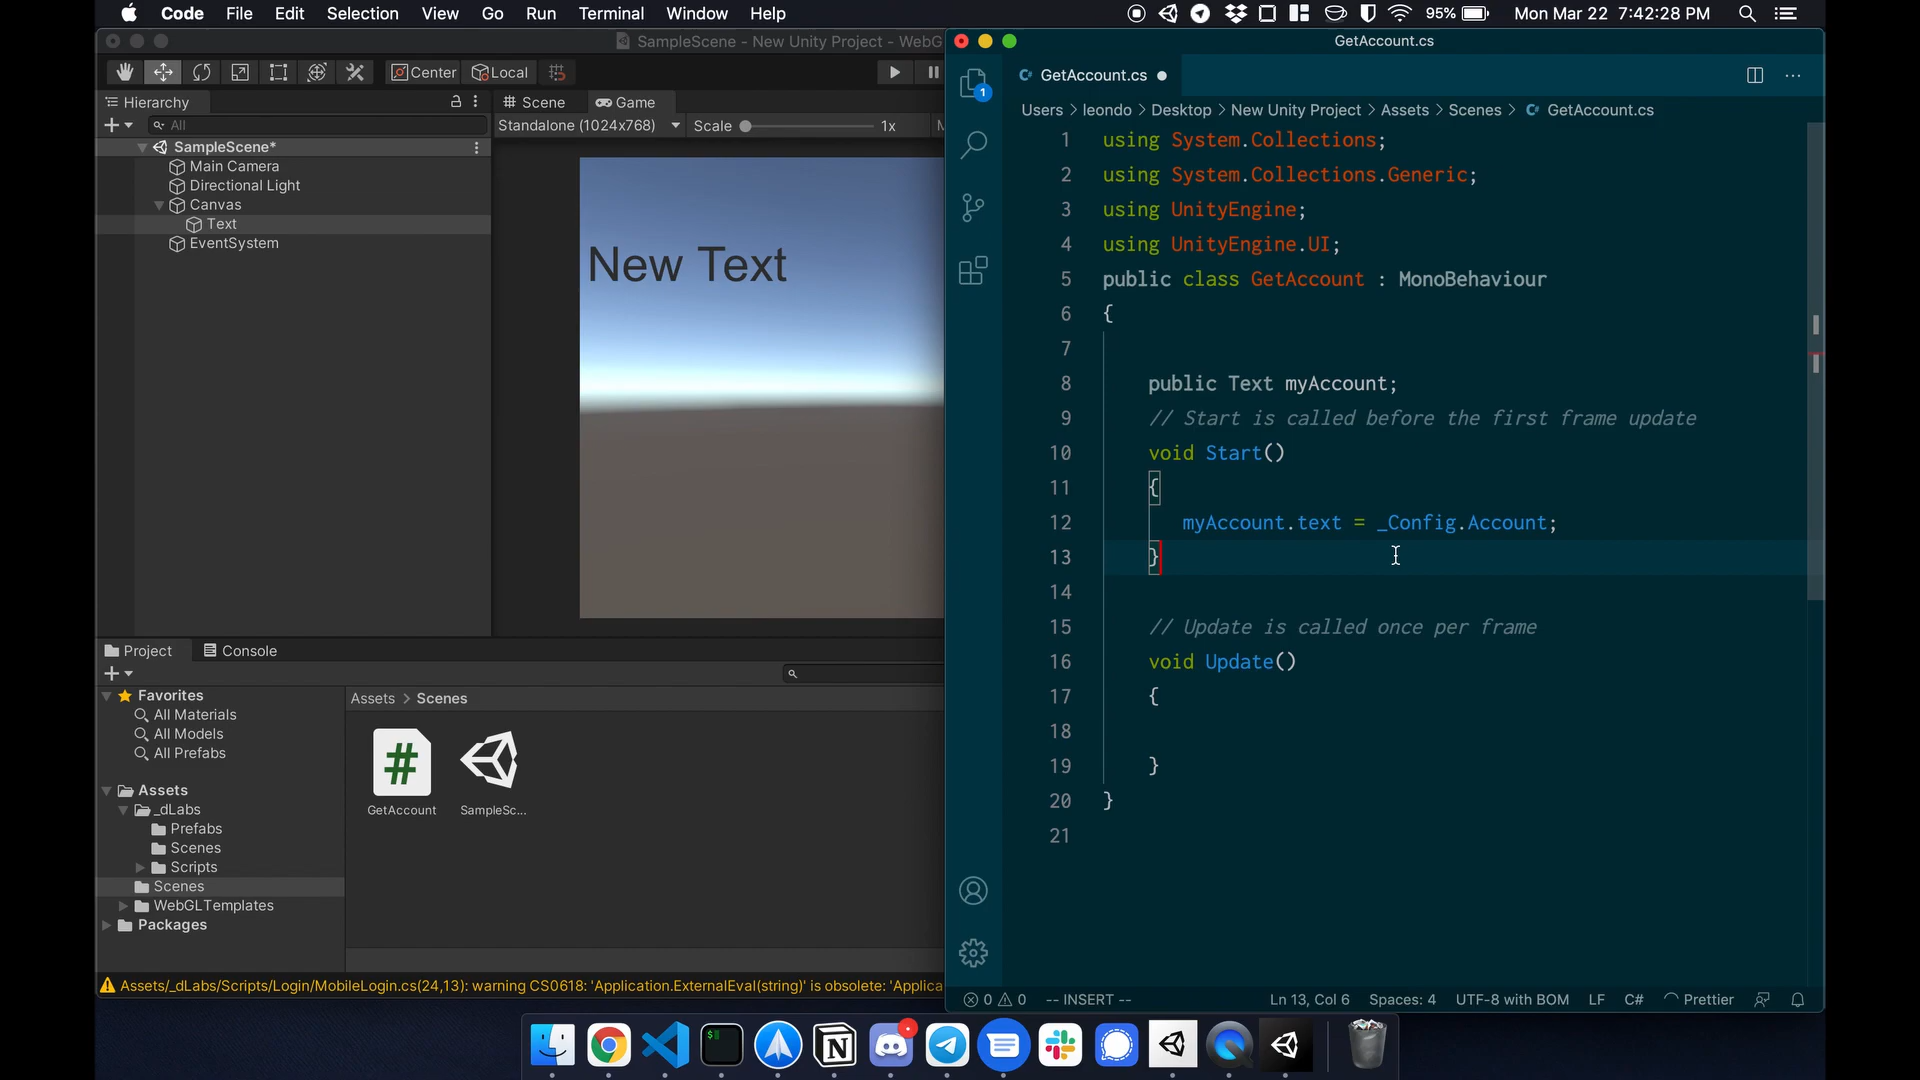 Code File Edit Selection View Go Run Terminal Window Help 95% Mon Mar 22 7:42:28 PM
SampleScene - New Unity Project - WebG
Center Local
Hierarchy
All
SampleScene*
Main Camera
Directional Light
Canvas
Text
EventSystem
Scene Game
Standalone (1024x768) Scale 1x M
New Text
Project Console
Favorites
All Materials
All Models
All Prefabs
Assets
_dLabs
Prefabs
Scenes
Scripts
Scenes
WebGLTemplates
Packages
Assets > Scenes
GetAccount SampleSc...
Assets/_dLabs/Scripts/Login/MobileLogin.cs(24,13): warning CS0618: 'Application.ExternalEval(string)' is obsolete: 'Applica
GetAccount.cs
GetAccount.cs
1
Users > leondo > Desktop > New Unity Project > Assets > Scenes > GetAccount.cs
1 using System.Collections;
2 using System.Collections.Generic;
3 using UnityEngine;
4 using UnityEngine.UI;
5 public class GetAccount : MonoBehaviour
6 {
7
8 public Text myAccount;
9 // Start is called before the first frame update
10 void Start()
11 {
12 myAccount.text = _Config.Account;
13 }
14
15 // Update is called once per frame
16 void Update()
17 {
18
19 }
20 }
21
0 0 -- INSERT -- Ln 13, Col 6 Spaces: 4 UTF-8 with BOM LF C# Prettier